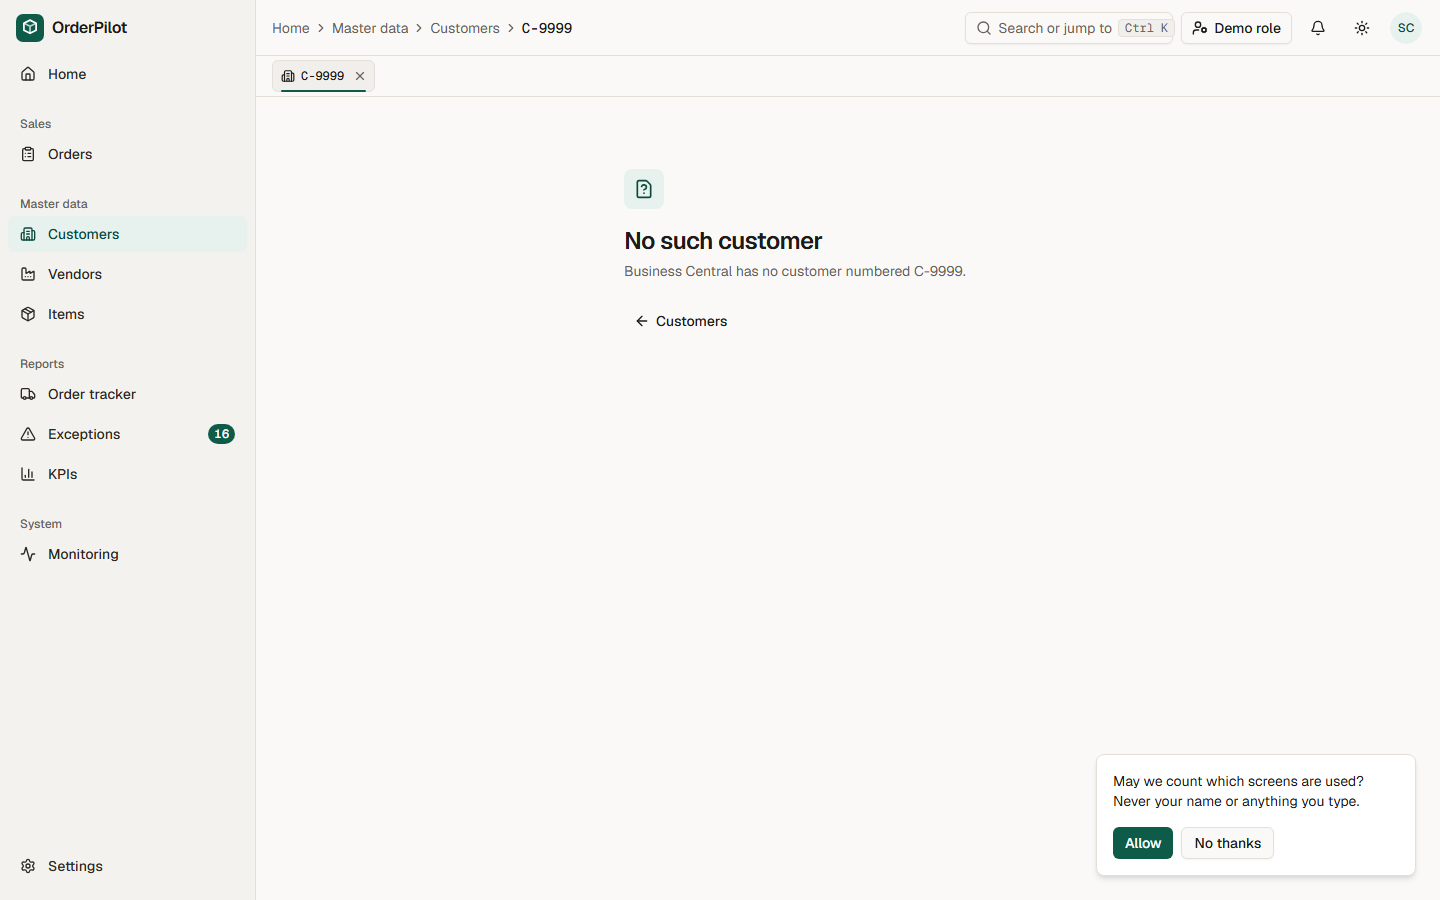 OrderPilot
Home
Sales
Orders
Master data
Customers
Vendors
Items
Reports
Order tracker
Exceptions 16
KPIs
System
Monitoring
Settings
Home > Master data > Customers > C-9999
Search or jump to Ctrl K
Demo role
SC
C-9999
No such customer
Business Central has no customer numbered C-9999.
Customers
May we count which screens are used?
Never your name or anything you type.
Allow
No thanks